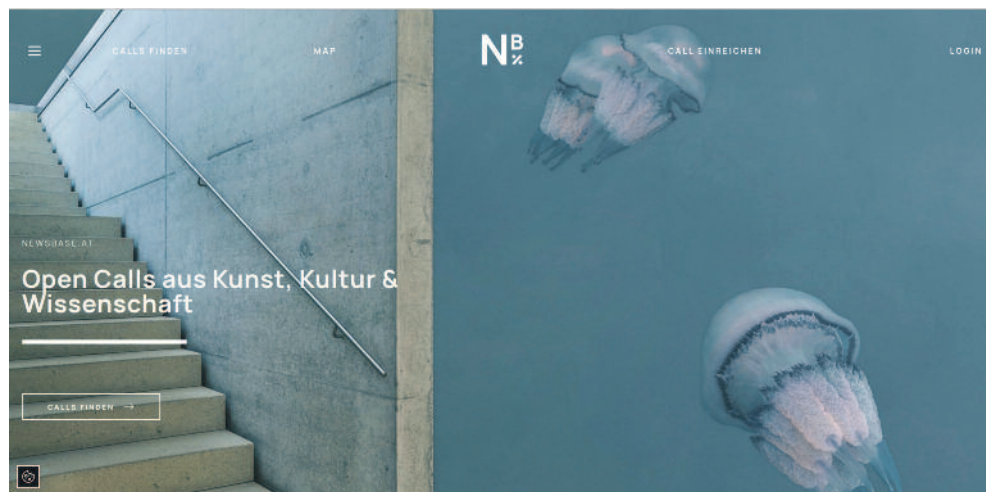 CALLS FINDEN
MAP
NB
CALL EINREICHEN
LOGIN
NEWSBASE.AT
Open Calls aus Kunst, Kultur &
Wissenschaft
CALLS FINDEN →